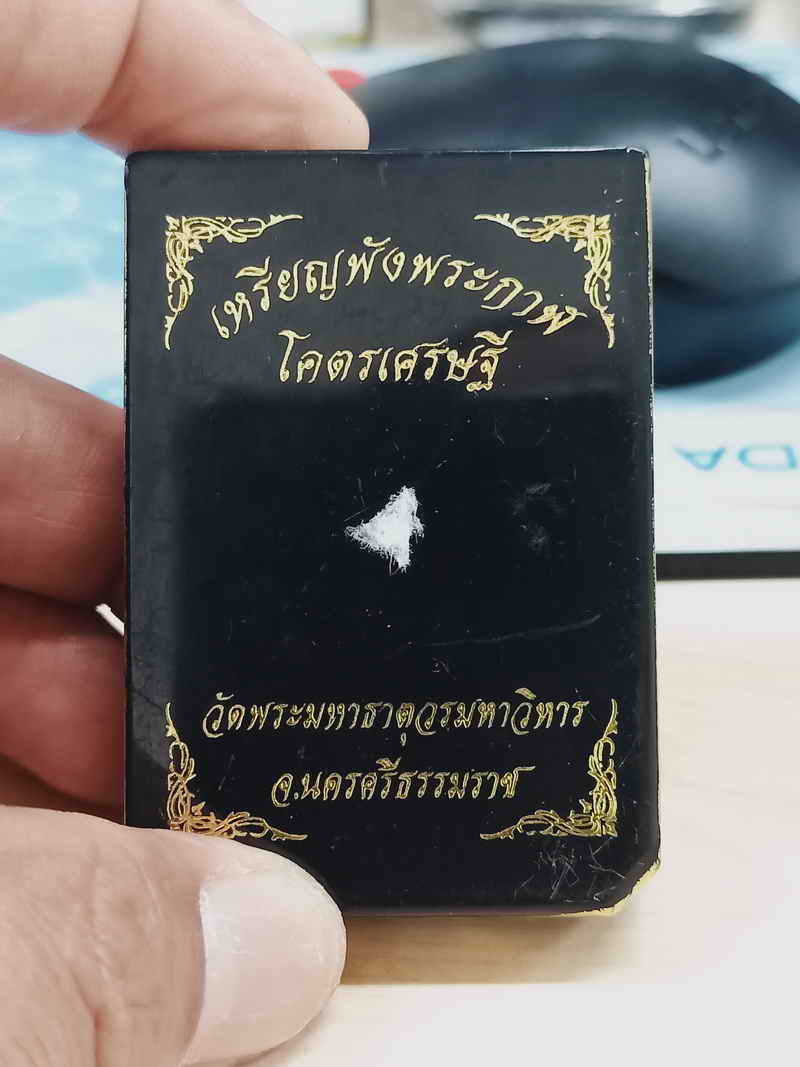 เหรียญพังพระกาฬ
โคตรเศรษฐี
วัดพระมหาธาตุวรมหาวิหาร
จ.นครศรีธรรมราช
DA